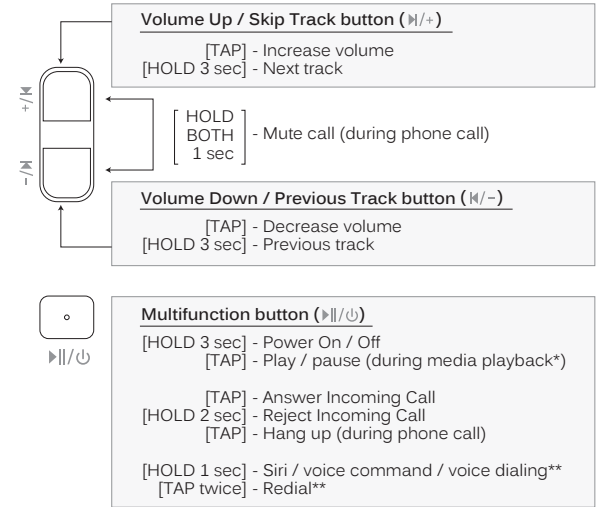 Volume Up / Skip Track button (⏭/+)
[TAP] - Increase volume
[HOLD 3 sec] - Next track
⏭/+
[HOLD BOTH 1 sec] - Mute call (during phone call)
⏮/-
Volume Down / Previous Track button (⏮/-)
[TAP] - Decrease volume
[HOLD 3 sec] - Previous track
Multifunction button (⏯/⏻)
⏯/⏻
[HOLD 3 sec] - Power On / Off
[TAP] - Play / pause (during media playback*)
[TAP] - Answer Incoming Call
[HOLD 2 sec] - Reject Incoming Call
[TAP] - Hang up (during phone call)
[HOLD 1 sec] - Siri / voice command / voice dialing**
[TAP twice] - Redial**